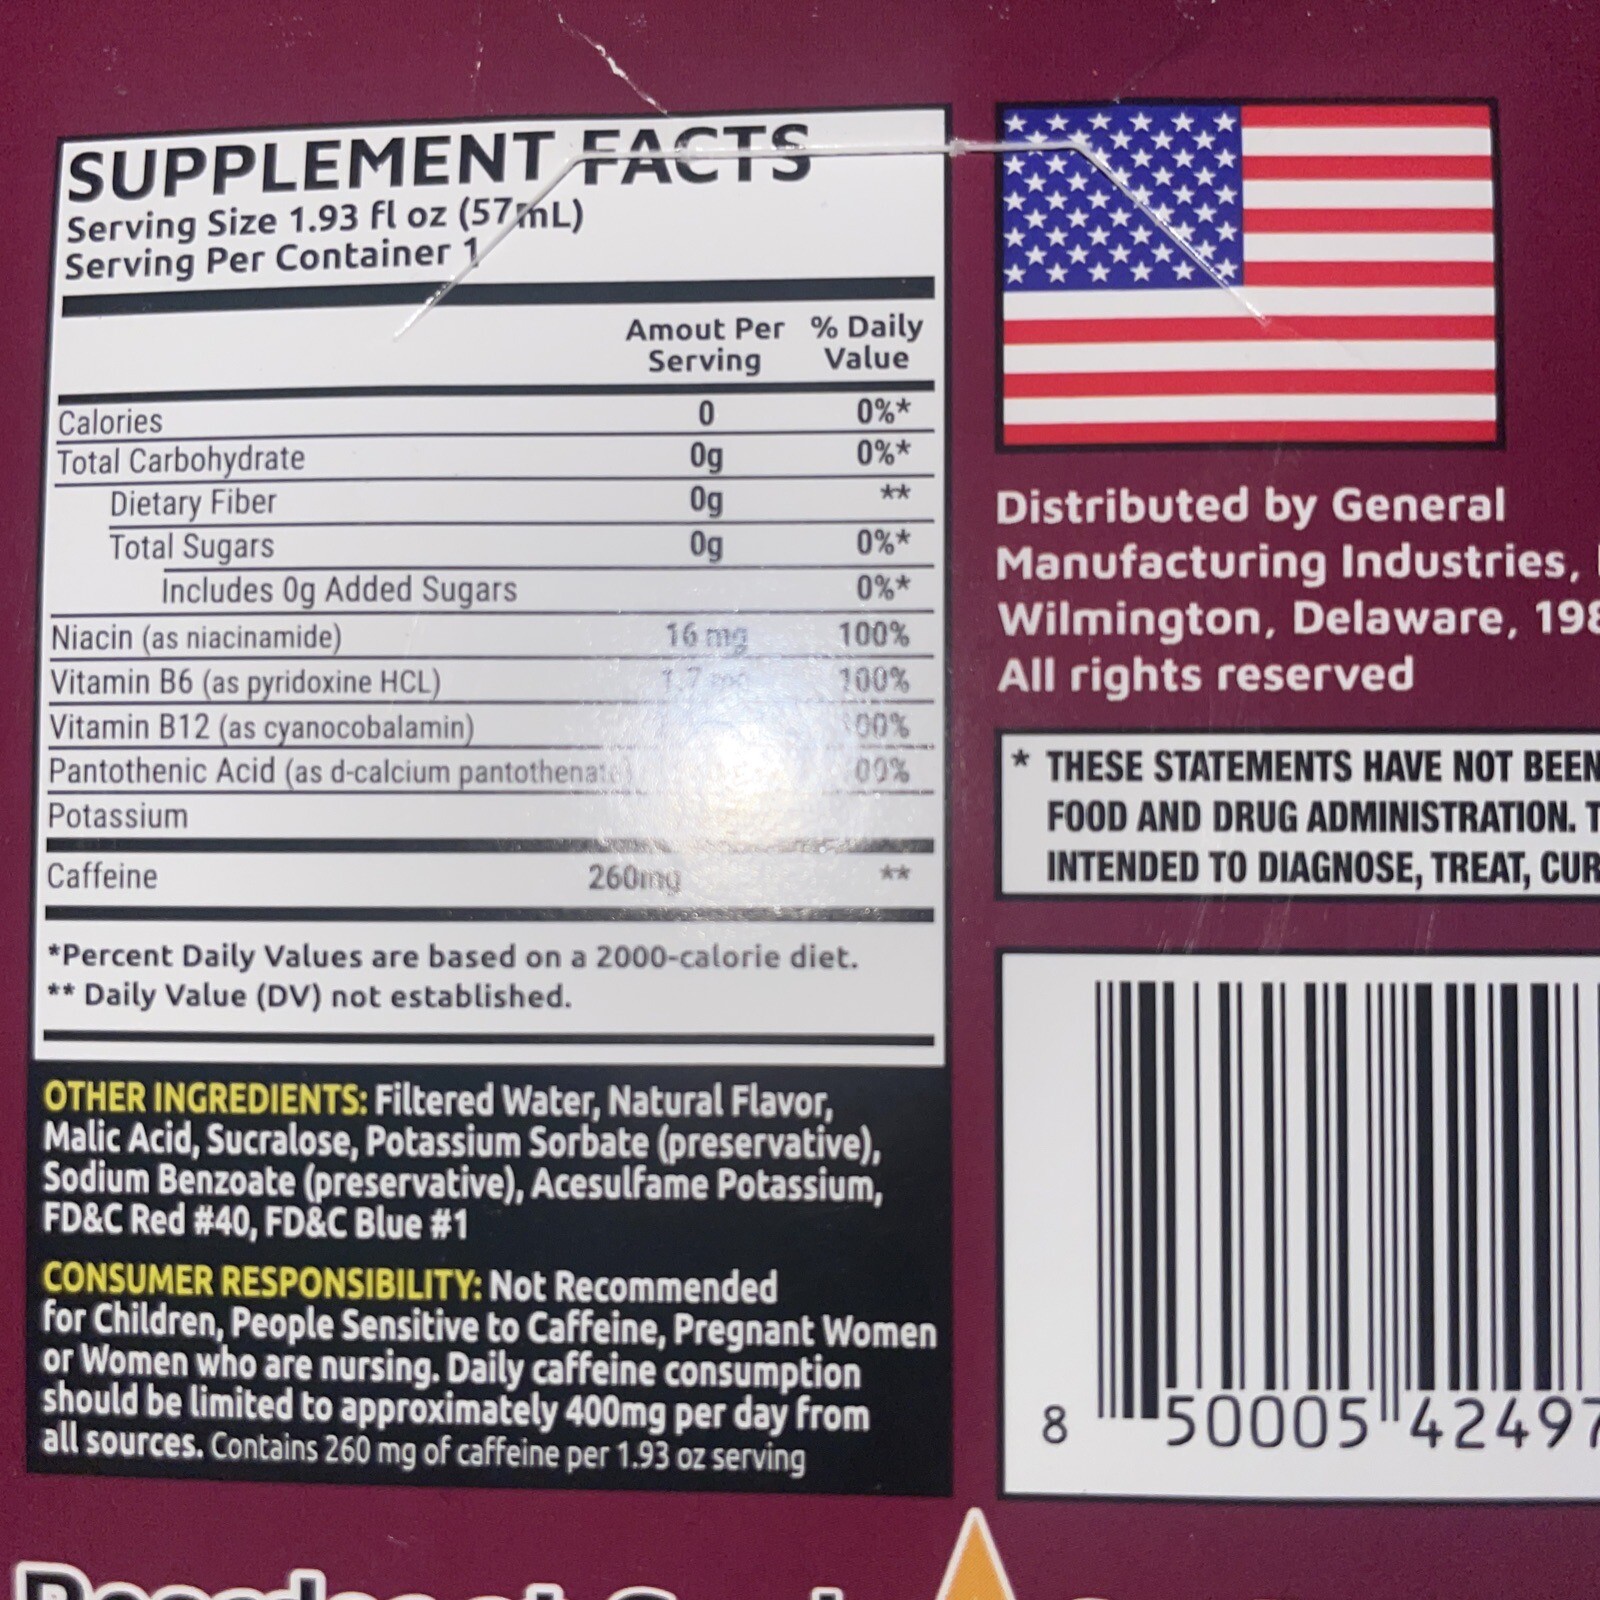 SUPPLEMENT FACTS
Serving Size 1.93 fl oz (57mL)
Serving Per Container 1
Amout Per Serving % Daily Value
Calories 0 0%*
Total Carbohydrate 0g 0%*
Dietary Fiber 0g **
Total Sugars 0g 0%*
Includes 0g Added Sugars 0%*
Niacin (as niacinamide) 16 mg 100%
Vitamin B6 (as pyridoxine HCL) 1.7 mg 100%
Vitamin B12 (as cyanocobalamin)
Pantothenic Acid (as d-calcium pantothenate)
Potassium
Caffeine 260mg **
*Percent Daily Values are based on a 2000-calorie diet.
** Daily Value (DV) not established.
OTHER INGREDIENTS: Filtered Water, Natural Flavor,
Malic Acid, Sucralose, Potassium Sorbate (preservative),
Sodium Benzoate (preservative), Acesulfame Potassium,
FD&C Red #40, FD&C Blue #1
CONSUMER RESPONSIBILITY: Not Recommended
for Children, People Sensitive to Caffeine, Pregnant Women
or Women who are nursing. Daily caffeine consumption
should be limited to approximately 400mg per day from
all sources. Contains 260 mg of caffeine per 1.93 oz serving
Distributed by General
Manufacturing Industries,
Wilmington, Delaware,
All rights reserved
* THESE STATEMENTS HAVE NOT BEEN
FOOD AND DRUG ADMINISTRATION.
INTENDED TO DIAGNOSE, TREAT,
8 50005 42497